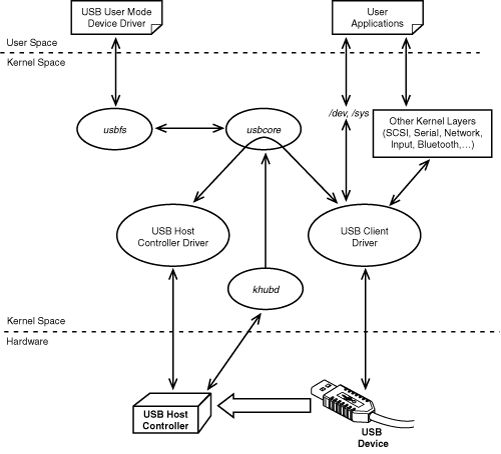 USB User Mode
Device Driver
User
Applications
User Space
Kernel Space
usbfs
usbcore
/dev, /sys
Other Kernel Layers
(SCSI, Serial, Network,
Input, Bluetooth,...)
USB Host
Controller Driver
USB Client
Driver
khubd
Kernel Space
Hardware
USB Host
Controller
USB
Device